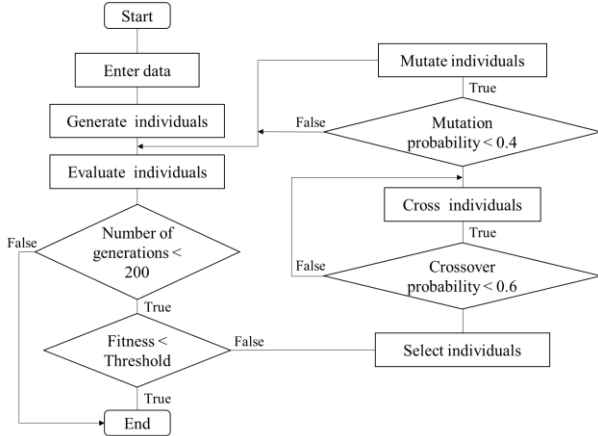 Start
Enter data
Generate individuals
Evaluate individuals
Number of
generations <
200
False
True
Fitness <
Threshold
False
True
End
Mutate individuals
True
Mutation
probability < 0.4
False
Cross individuals
True
Crossover
probability < 0.6
False
Select individuals